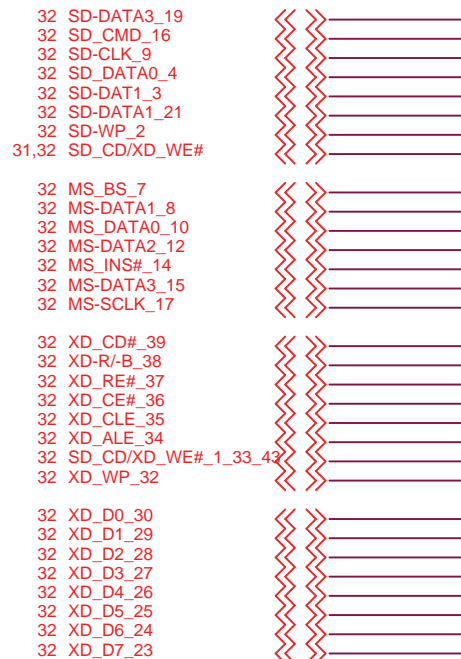 32 SD-DATA3_19
32 SD_CMD_16
32 SD-CLK_9
32 SD_DATA0_4
32 SD-DAT1_3
32 SD-DATA1_21
32 SD-WP_2
31,32 SD_CD/XD_WE#
32 MS_BS_7
32 MS-DATA1_8
32 MS_DATA0_10
32 MS-DATA2_12
32 MS_INS#_14
32 MS-DATA3_15
32 MS-SCLK_17
32 XD_CD#_39
32 XD-R/-B_38
32 XD_RE#_37
32 XD_CE#_36
32 XD_CLE_35
32 XD_ALE_34
32 SD_CD/XD_WE#_1_33_43
32 XD_WP_32
32 XD_D0_30
32 XD_D1_29
32 XD_D2_28
32 XD_D3_27
32 XD_D4_26
32 XD_D5_25
32 XD_D6_24
32 XD_D7_23